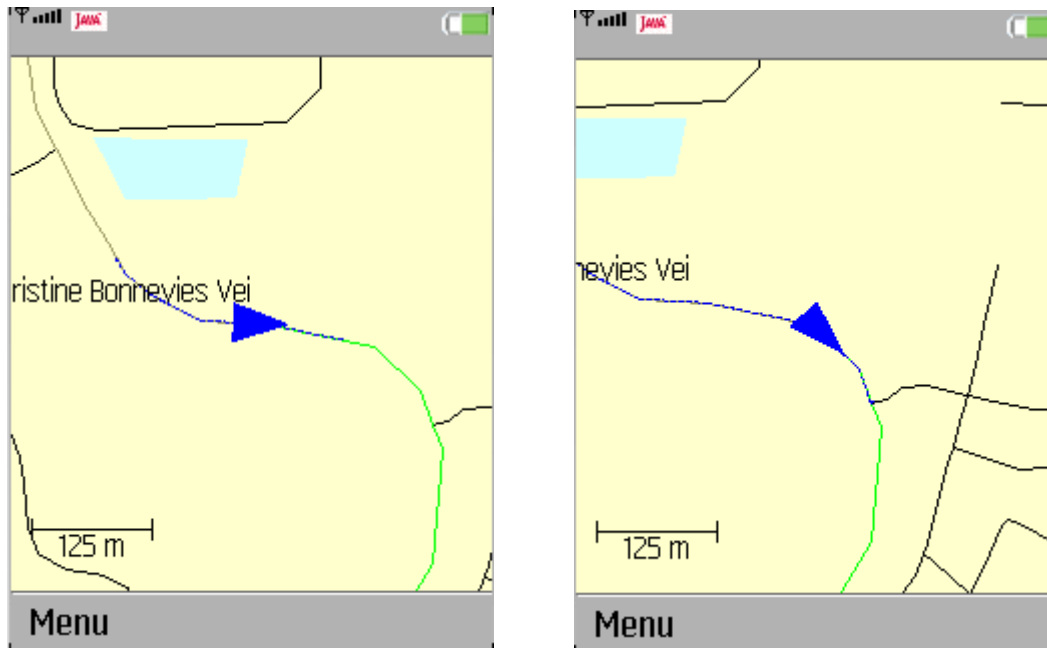 JAVA
ristine Bonnevies Vei
125 m
Menu
JAVA
nevies Vei
125 m
Menu